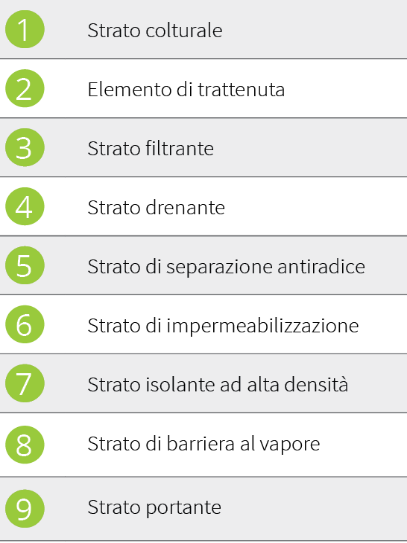 1 Strato colturale
2 Elemento di trattenuta
3 Strato filtrante
4 Strato drenante
5 Strato di separazione antiradice
6 Strato di impermeabilizzazione
7 Strato isolante ad alta densità
8 Strato di barriera al vapore
9 Strato portante